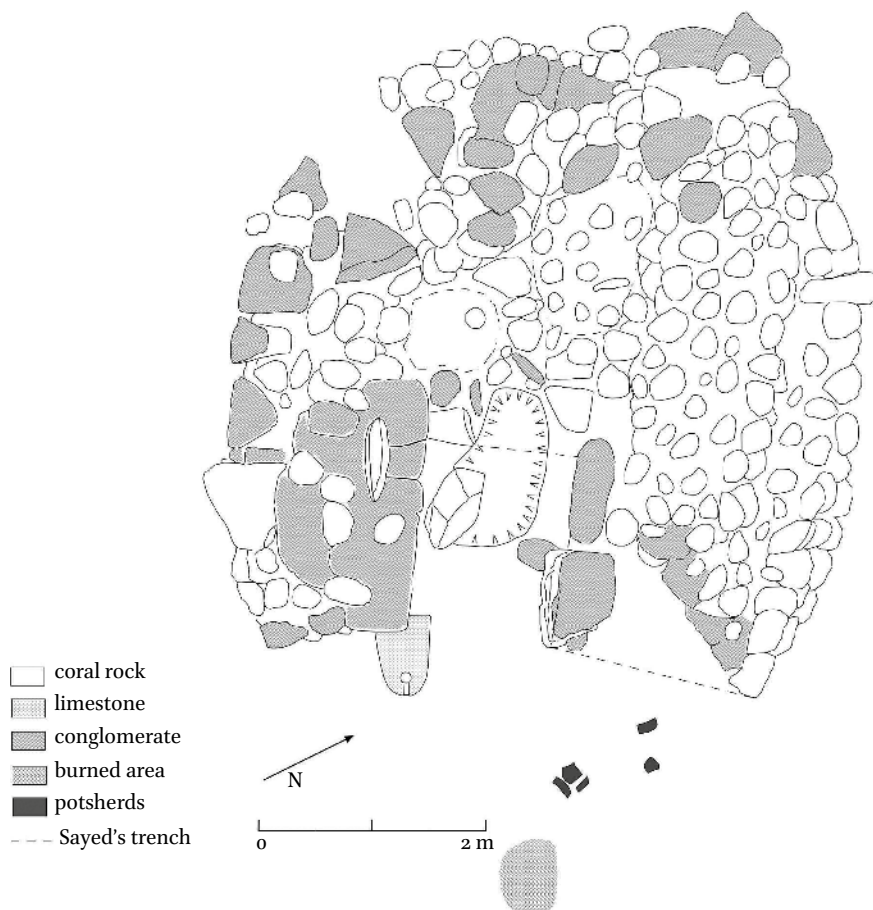 coral rock
limestone
conglomerate
burned area
potsherds
Sayed's trench
N
0 2 m